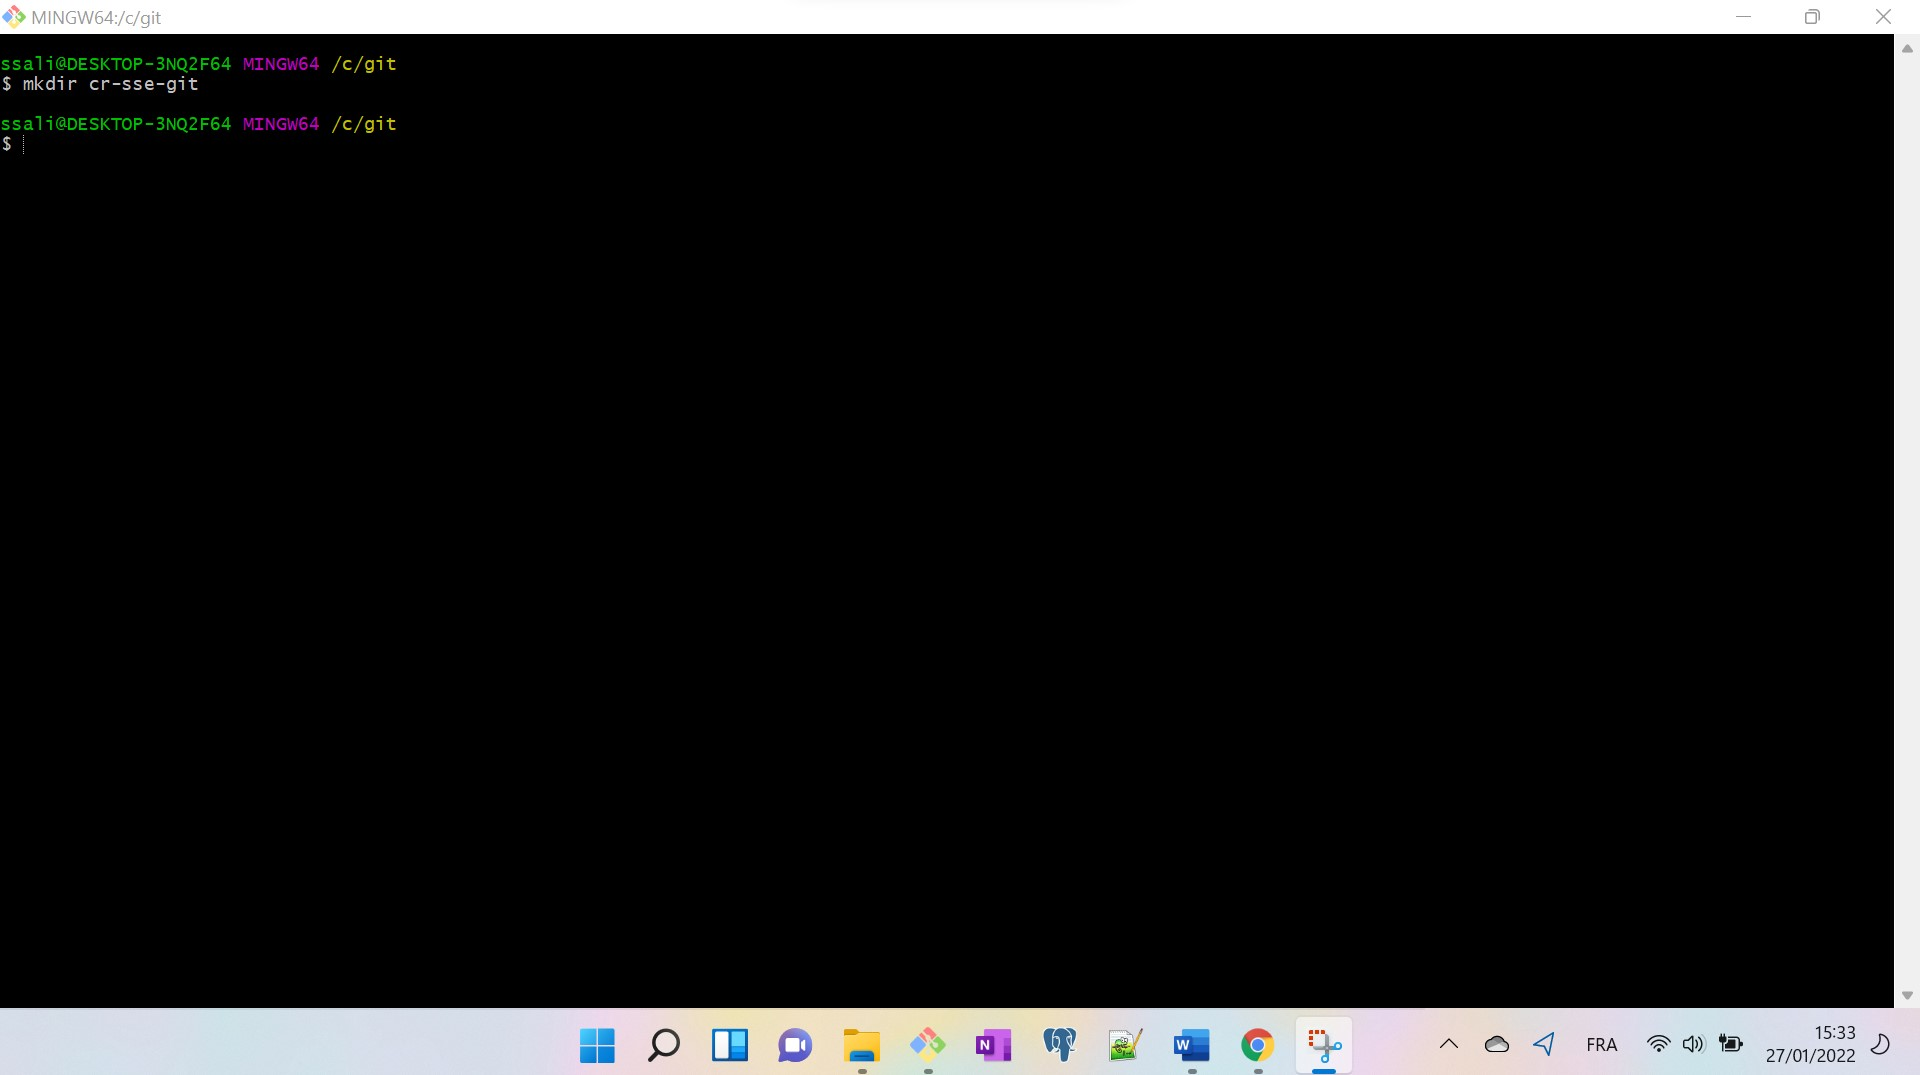 MINGW64:/c/git
ssali@DESKTOP-3NQ2F64 MINGW64 /c/git
$ mkdir cr-sse-git
ssali@DESKTOP-3NQ2F64 MINGW64 /c/git
$
N
W
FRA
15:33
27/01/2022